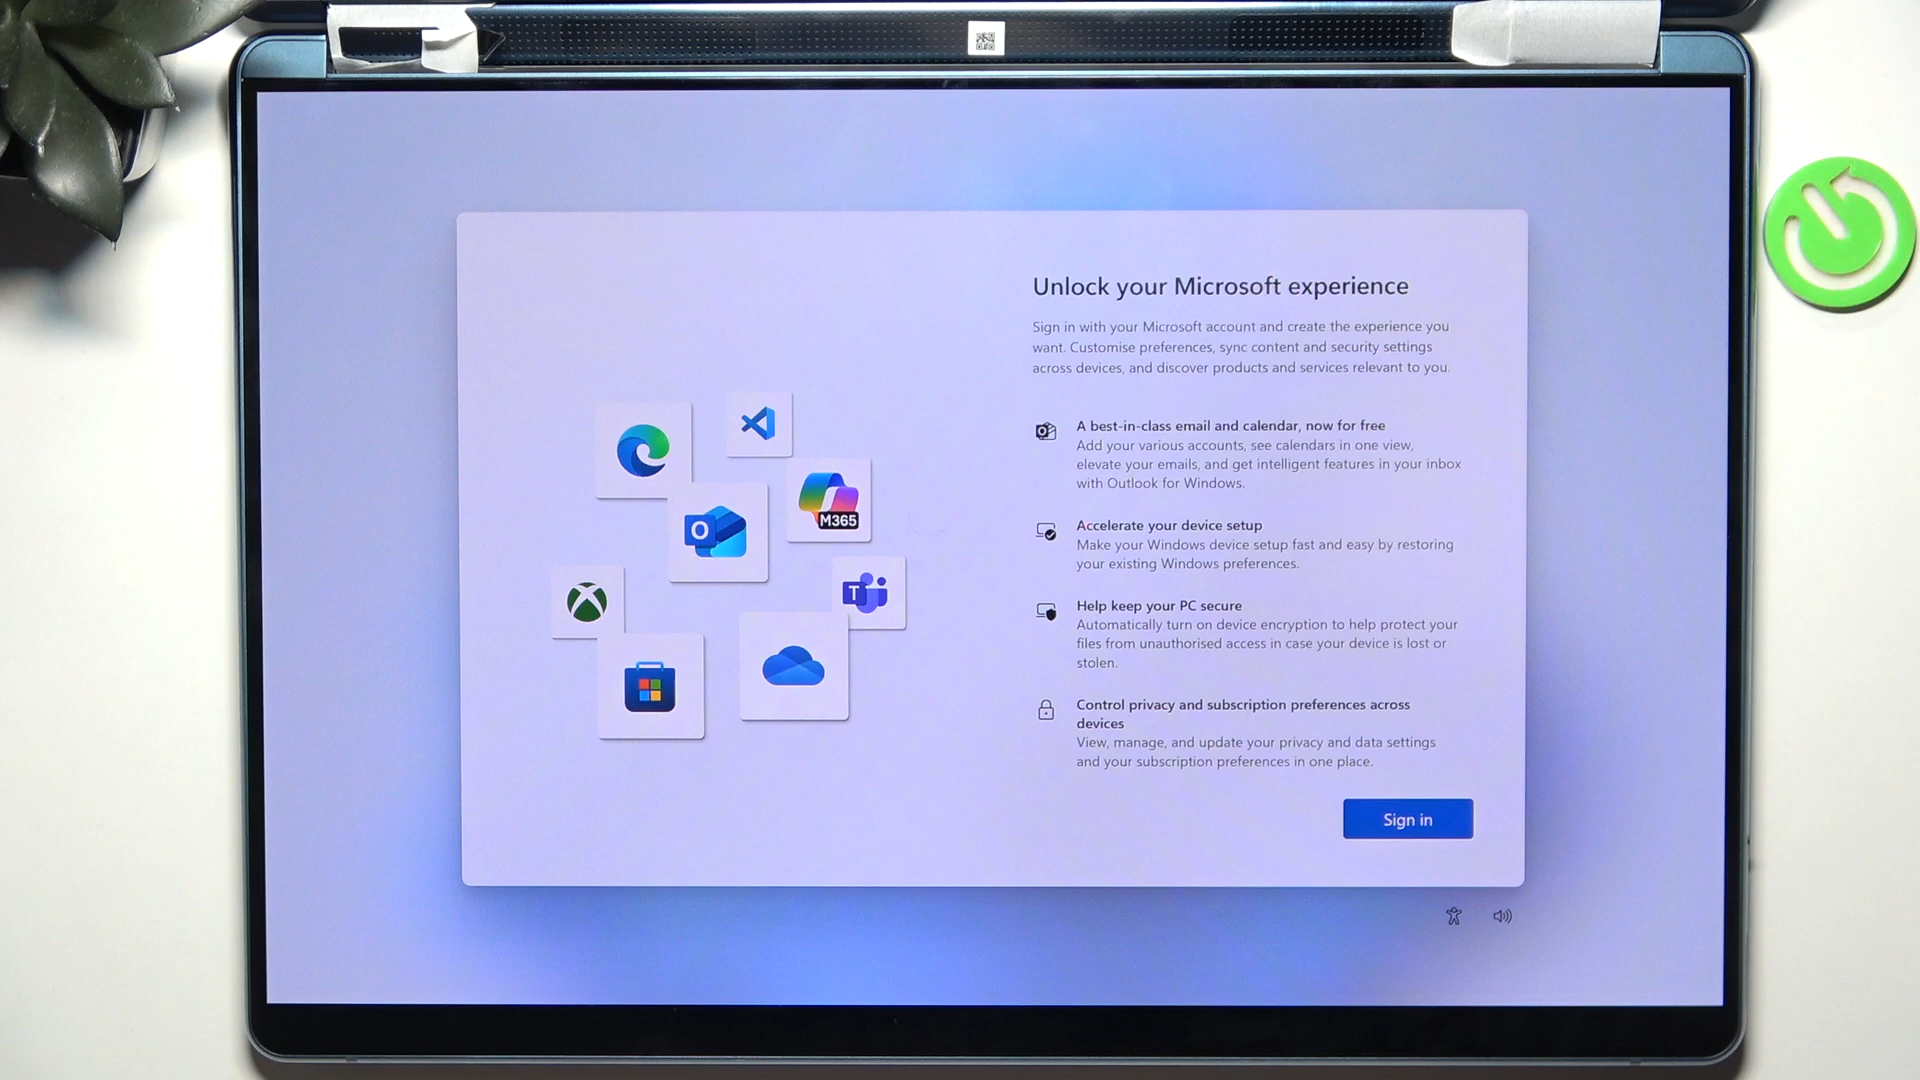 Unlock your Microsoft experience
Sign in with your Microsoft account and create the experience you
want. Customise preferences, sync content and security settings
across devices, and discover products and services relevant to you.
A best-in-class email and calendar, now for free
Add your various accounts, see calendars in one view,
elevate your emails, and get intelligent features in your inbox
with Outlook for Windows.
Accelerate your device setup
Make your Windows device setup fast and easy by restoring
your existing Windows preferences.
Help keep your PC secure
Automatically turn on device encryption to help protect your
files from unauthorised access in case your device is lost or
stolen.
Control privacy and subscription preferences across
devices
View, manage, and update your privacy and data settings
and your subscription preferences in one place.
Sign in
M365
O
T